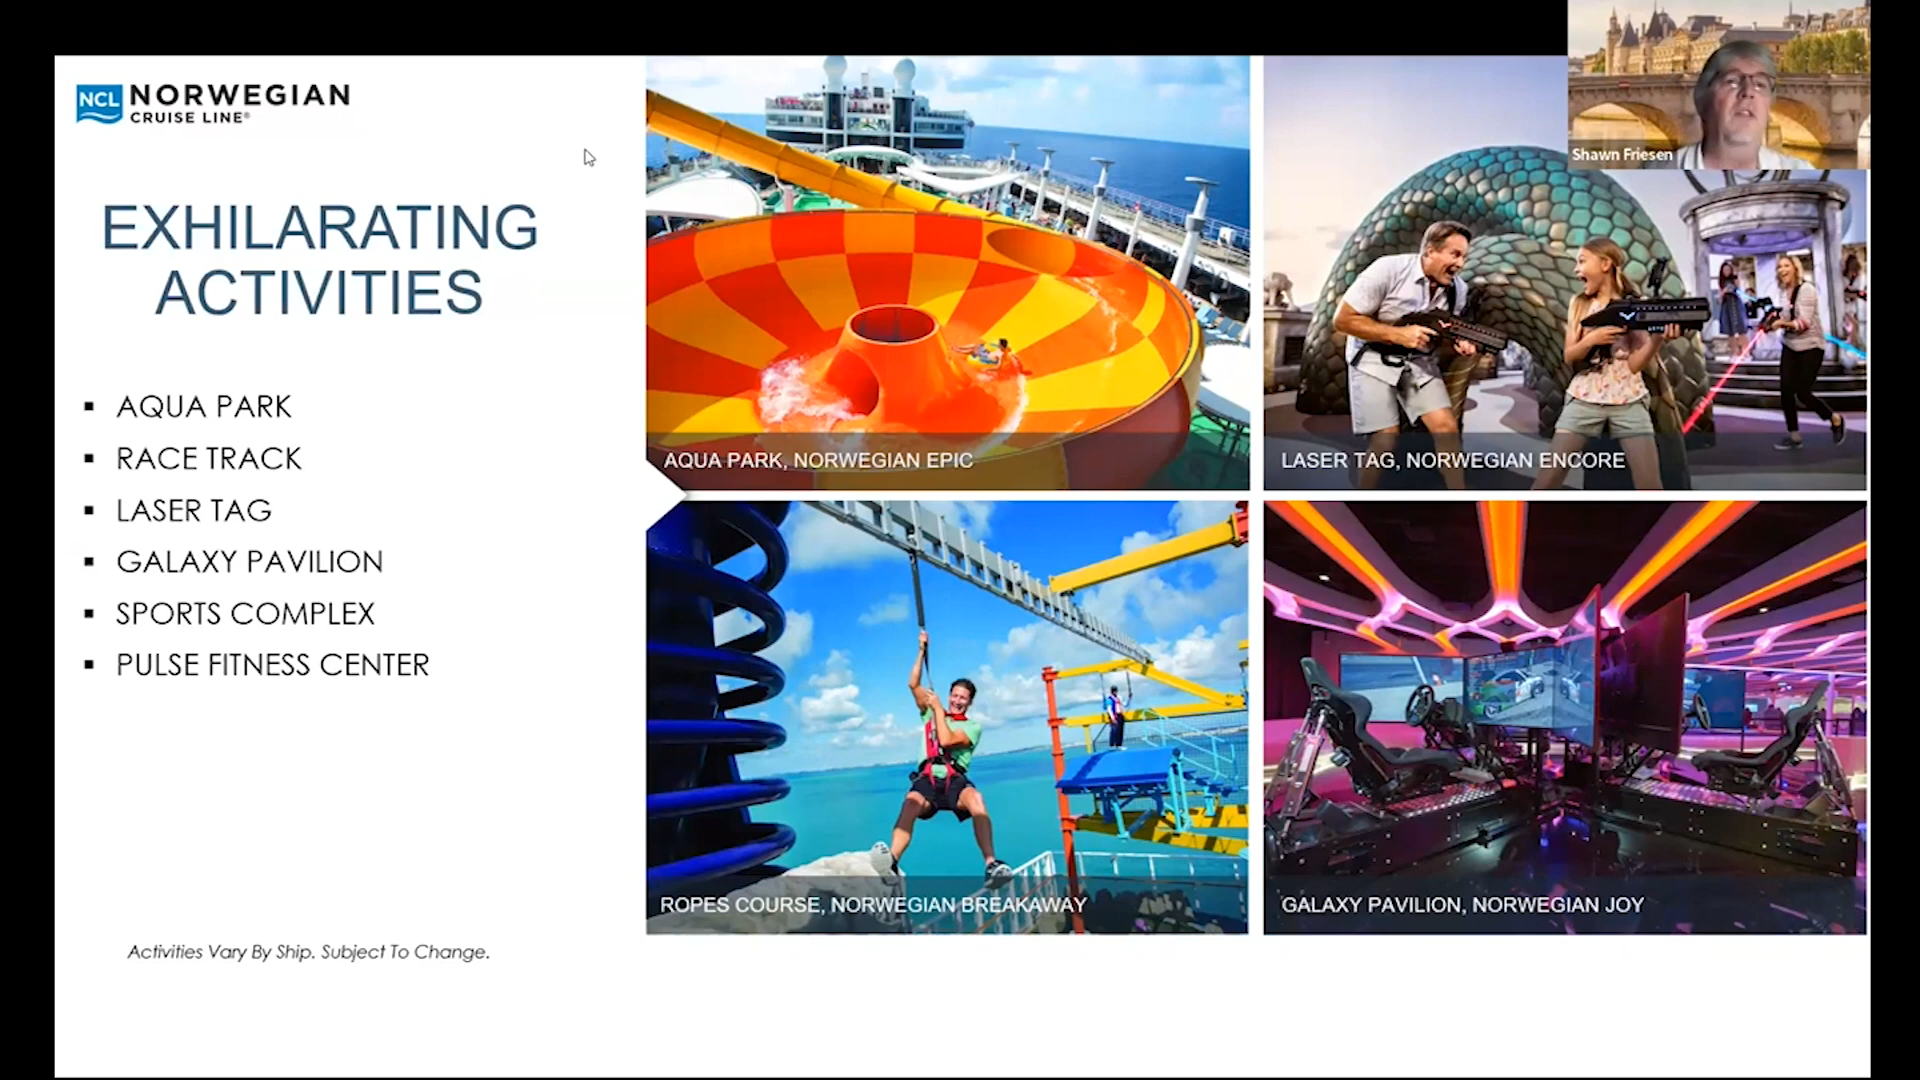 NCL NORWEGIAN
CRUISE LINE®
EXHILARATING
ACTIVITIES
▪ AQUA PARK
▪ RACE TRACK
▪ LASER TAG
▪ GALAXY PAVILION
▪ SPORTS COMPLEX
▪ PULSE FITNESS CENTER
Activities Vary By Ship. Subject To Change.
AQUA PARK, NORWEGIAN EPIC
LASER TAG, NORWEGIAN ENCORE
ROPES COURSE, NORWEGIAN BREAKAWAY
GALAXY PAVILION, NORWEGIAN JOY
Shawn Friesen